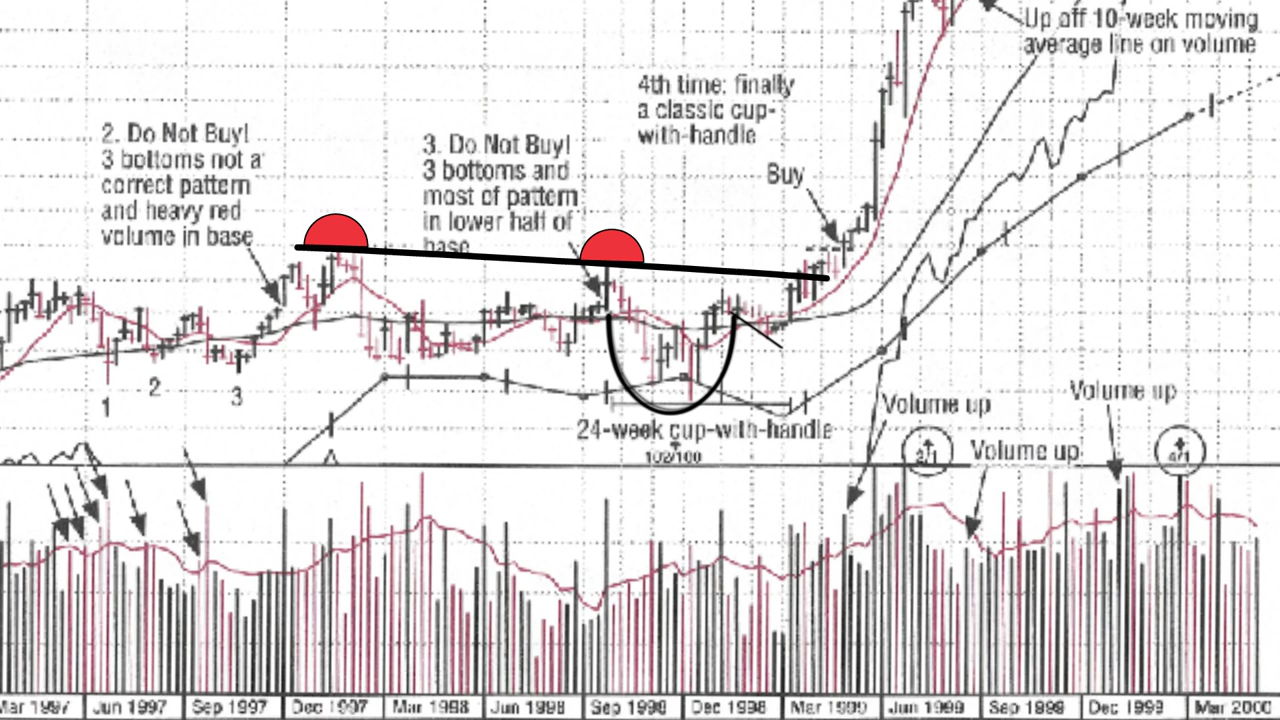 Up off 10-week moving
average line on volume
4th time: finally
a classic cup-
with-handle
2. Do Not Buy!
3 bottoms not a
correct pattern
and heavy red
volume in base
3. Do Not Buy!
3 bottoms and
most of pattern
in lower half of
base
Buy
1
2
3
24-week cup-with-handle
102/100
Volume up
Volume up
Volume up
2/1
4/1
Mar 1997
Jun 1997
Sep 1997
Dec 1997
Mar 1998
Jun 1998
Sep 1998
Dec 1998
Mar 1999
Jun 1999
Sep 1999
Dec 1999
Mar 2000